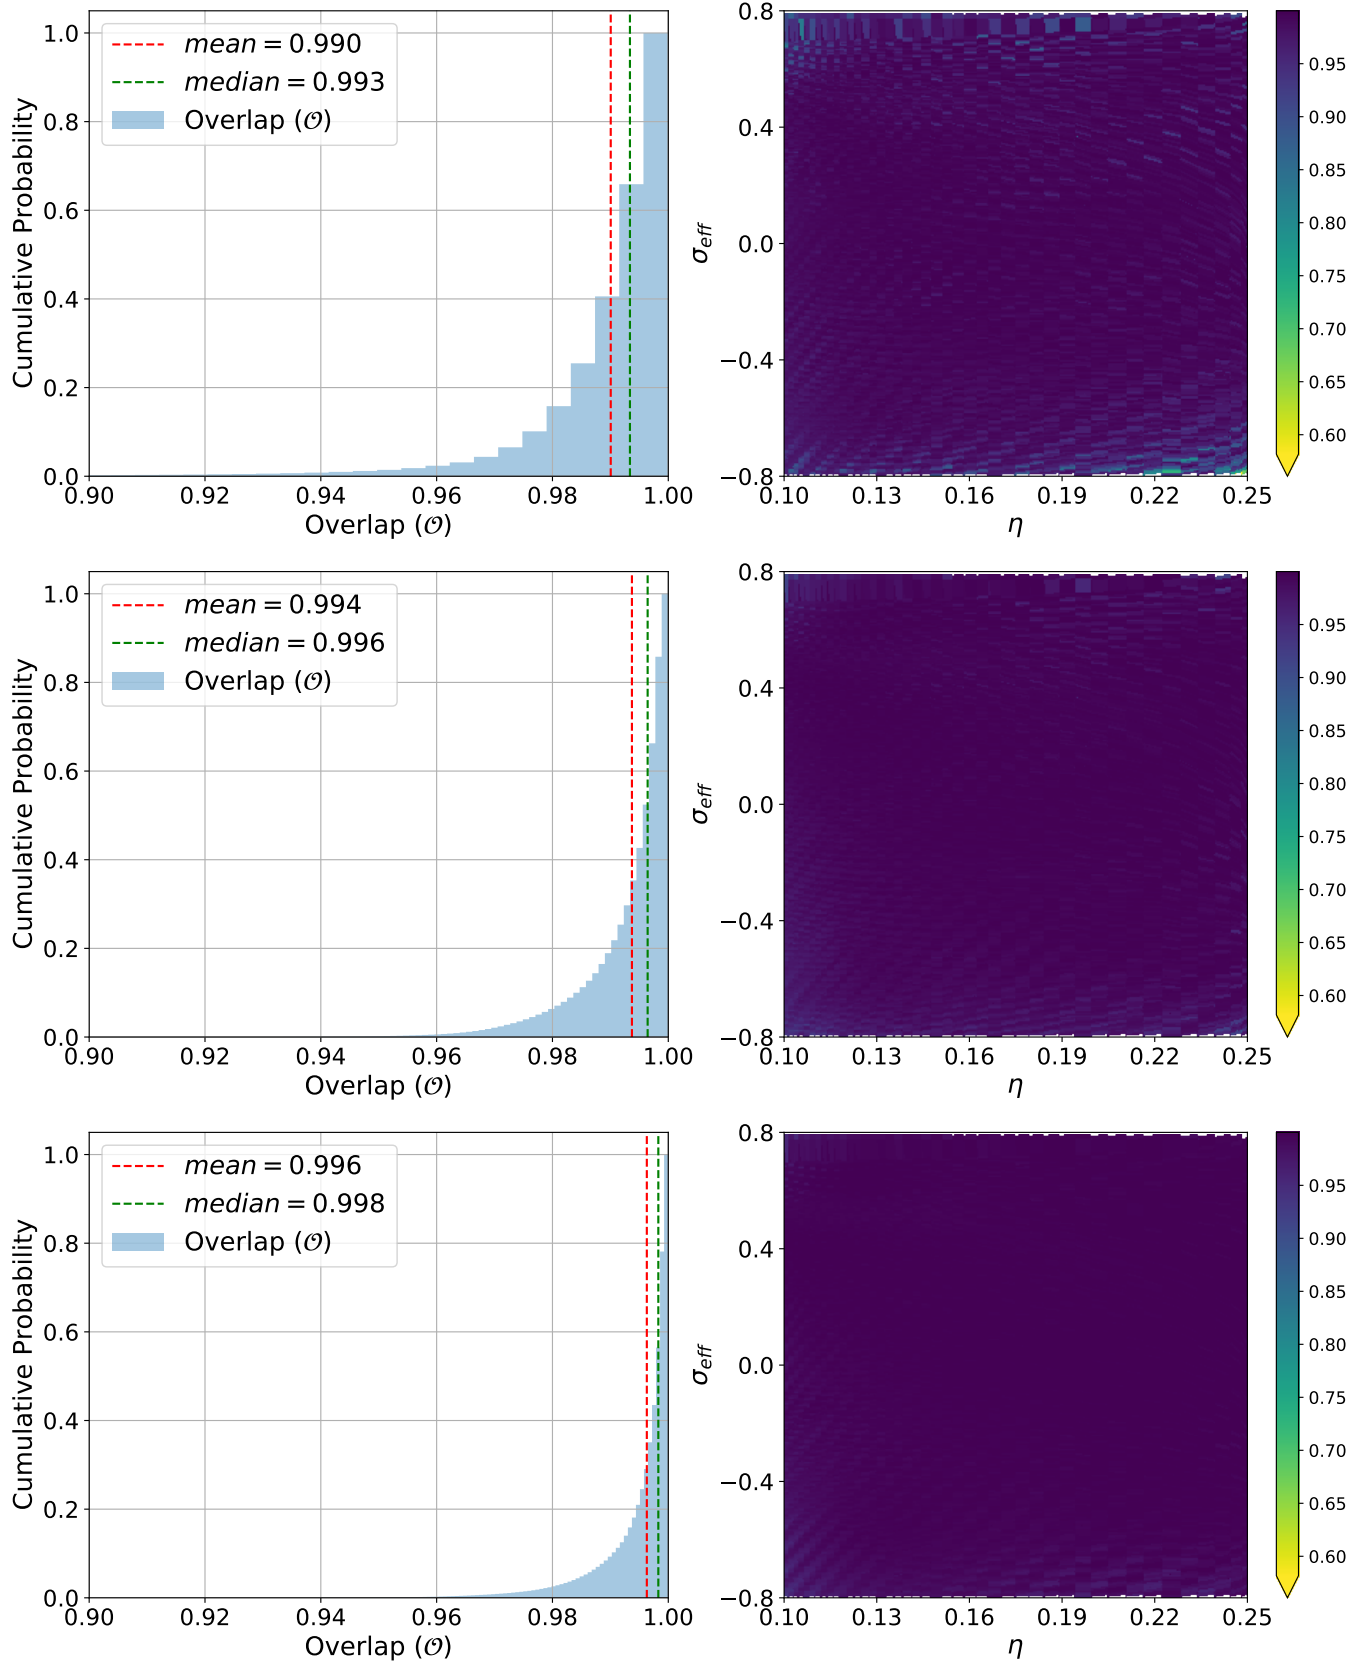 1.0
0.8
0.6
0.4
0.2
0.0
Cumulative Probability
mean = 0.990
median = 0.993
Overlap (𝒪)
0.90 0.92 0.94 0.96 0.98 1.00
Overlap (𝒪)
0.8
0.4
0.0
−0.4
−0.8
σeff
0.10 0.13 0.16 0.19 0.22 0.25
η
0.95
0.90
0.85
0.80
0.75
0.70
0.65
0.60
1.0
0.8
0.6
0.4
0.2
0.0
Cumulative Probability
mean = 0.994
median = 0.996
Overlap (𝒪)
0.90 0.92 0.94 0.96 0.98 1.00
Overlap (𝒪)
0.8
0.4
0.0
−0.4
−0.8
σeff
0.10 0.13 0.16 0.19 0.22 0.25
η
0.95
0.90
0.85
0.80
0.75
0.70
0.65
0.60
1.0
0.8
0.6
0.4
0.2
0.0
Cumulative Probability
mean = 0.996
median = 0.998
Overlap (𝒪)
0.90 0.92 0.94 0.96 0.98 1.00
Overlap (𝒪)
0.8
0.4
0.0
−0.4
−0.8
σeff
0.10 0.13 0.16 0.19 0.22 0.25
η
0.95
0.90
0.85
0.80
0.75
0.70
0.65
0.60